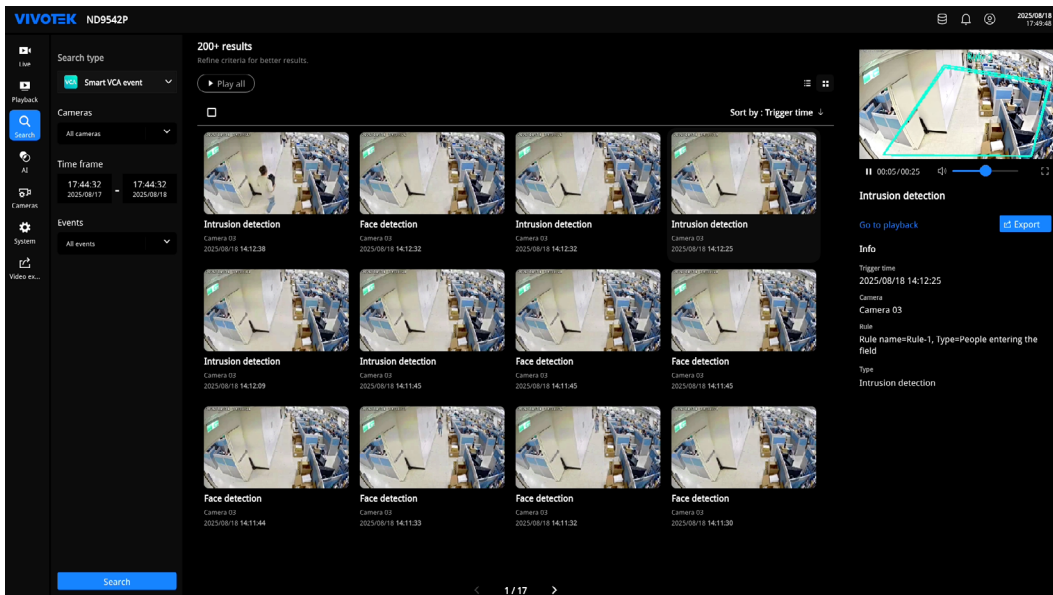 VIVOTEK ND9542P
2025/08/18
17:49:48
Live
Playback
Search
AI
Cameras
System
Video ex...
Search type
VCA Smart VCA event
Cameras
All cameras
Time frame
17:44:32
2025/08/17
-
17:44:32
2025/08/18
Events
All events
Search
200+ results
Refine criteria for better results.
Play all
Sort by : Trigger time ↓
Intrusion detection
Camera 03
2025/08/18 14:12:38
Face detection
Camera 03
2025/08/18 14:12:32
Intrusion detection
Camera 03
2025/08/18 14:12:32
Intrusion detection
Camera 03
2025/08/18 14:12:25
Intrusion detection
Camera 03
2025/08/18 14:12:09
Intrusion detection
Camera 03
2025/08/18 14:11:45
Face detection
Camera 03
2025/08/18 14:11:45
Face detection
Camera 03
2025/08/18 14:11:45
Face detection
Camera 03
2025/08/18 14:11:44
Face detection
Camera 03
2025/08/18 14:11:33
Face detection
Camera 03
2025/08/18 14:11:32
Face detection
Camera 03
2025/08/18 14:11:30
1 / 17
00:05/00:25
Intrusion detection
Go to playback
Export
Info
Trigger time
2025/08/18 14:12:25
Camera
Camera 03
Rule
Rule name=Rule-1, Type=People entering the
field
Type
Intrusion detection